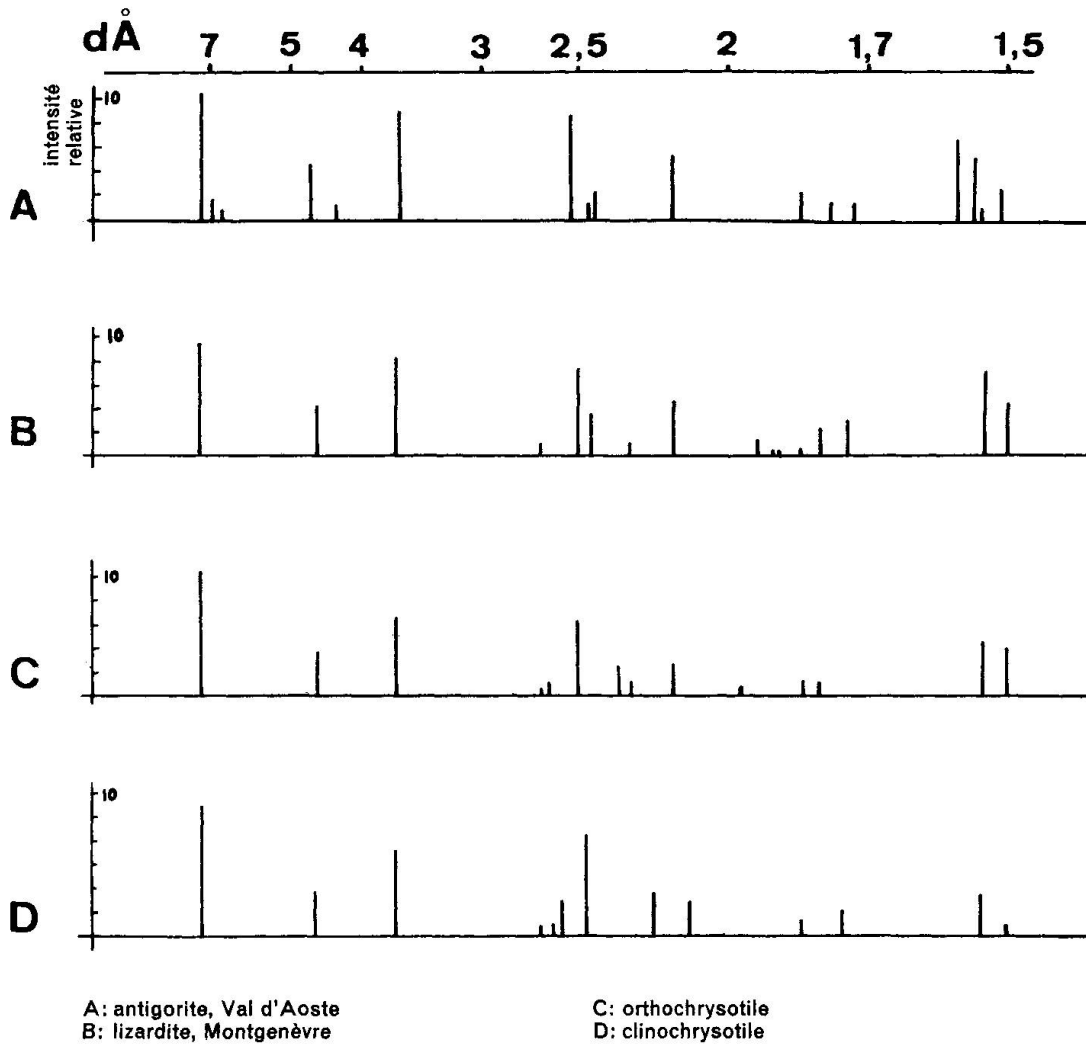 dÅ 7 5 4 3 2,5 2 1,7 1,5
intensité relative
10
A
10
B
10
C
10
D
A: antigorite, Val d'Aoste
B: lizardite, Montgenèvre
C: orthochrysotile
D: clinochrysotile